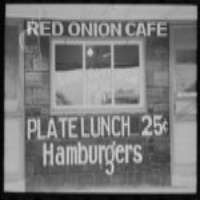 RED ONION CAFE
PLATE LUNCH 25¢
Hamburgers